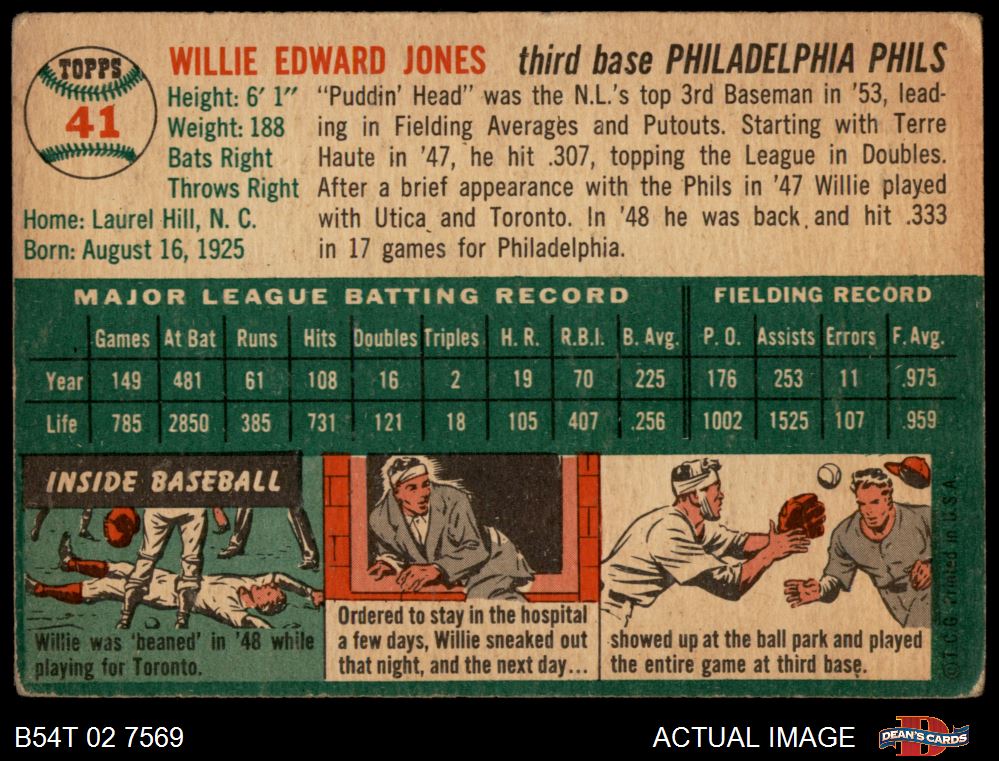 TOPPS
41
WILLIE EDWARD JONES third base PHILADELPHIA PHILS
Height: 6' 1"
Weight: 188
Bats Right
Throws Right
Home: Laurel Hill, N. C.
Born: August 16, 1925
"Puddin' Head" was the N.L.'s top 3rd Baseman in '53, lead-
ing in Fielding Averages and Putouts. Starting with Terre
Haute in '47, he hit .307, topping the League in Doubles.
After a brief appearance with the Phils in '47 Willie played
with Utica and Toronto. In '48 he was back and hit .333
in 17 games for Philadelphia.
MAJOR LEAGUE BATTING RECORD FIELDING RECORD
Games At Bat Runs Hits Doubles Triples H. R. R.B.I. B. Avg. P. O. Assists Errors F. Avg.
Year 149 481 61 108 16 2 19 70 225 176 253 11 .975
Life 785 2850 385 731 121 18 105 407 .256 1002 1525 107 .959
INSIDE BASEBALL
Willie was 'beaned' in '48 while
playing for Toronto.
Ordered to stay in the hospital
a few days, Willie sneaked out
that night, and the next day...
showed up at the ball park and played
the entire game at third base.
© T.C.G. Printed in U.S.A.
B54T 02 7569
ACTUAL IMAGE
DEAN'S CARDS